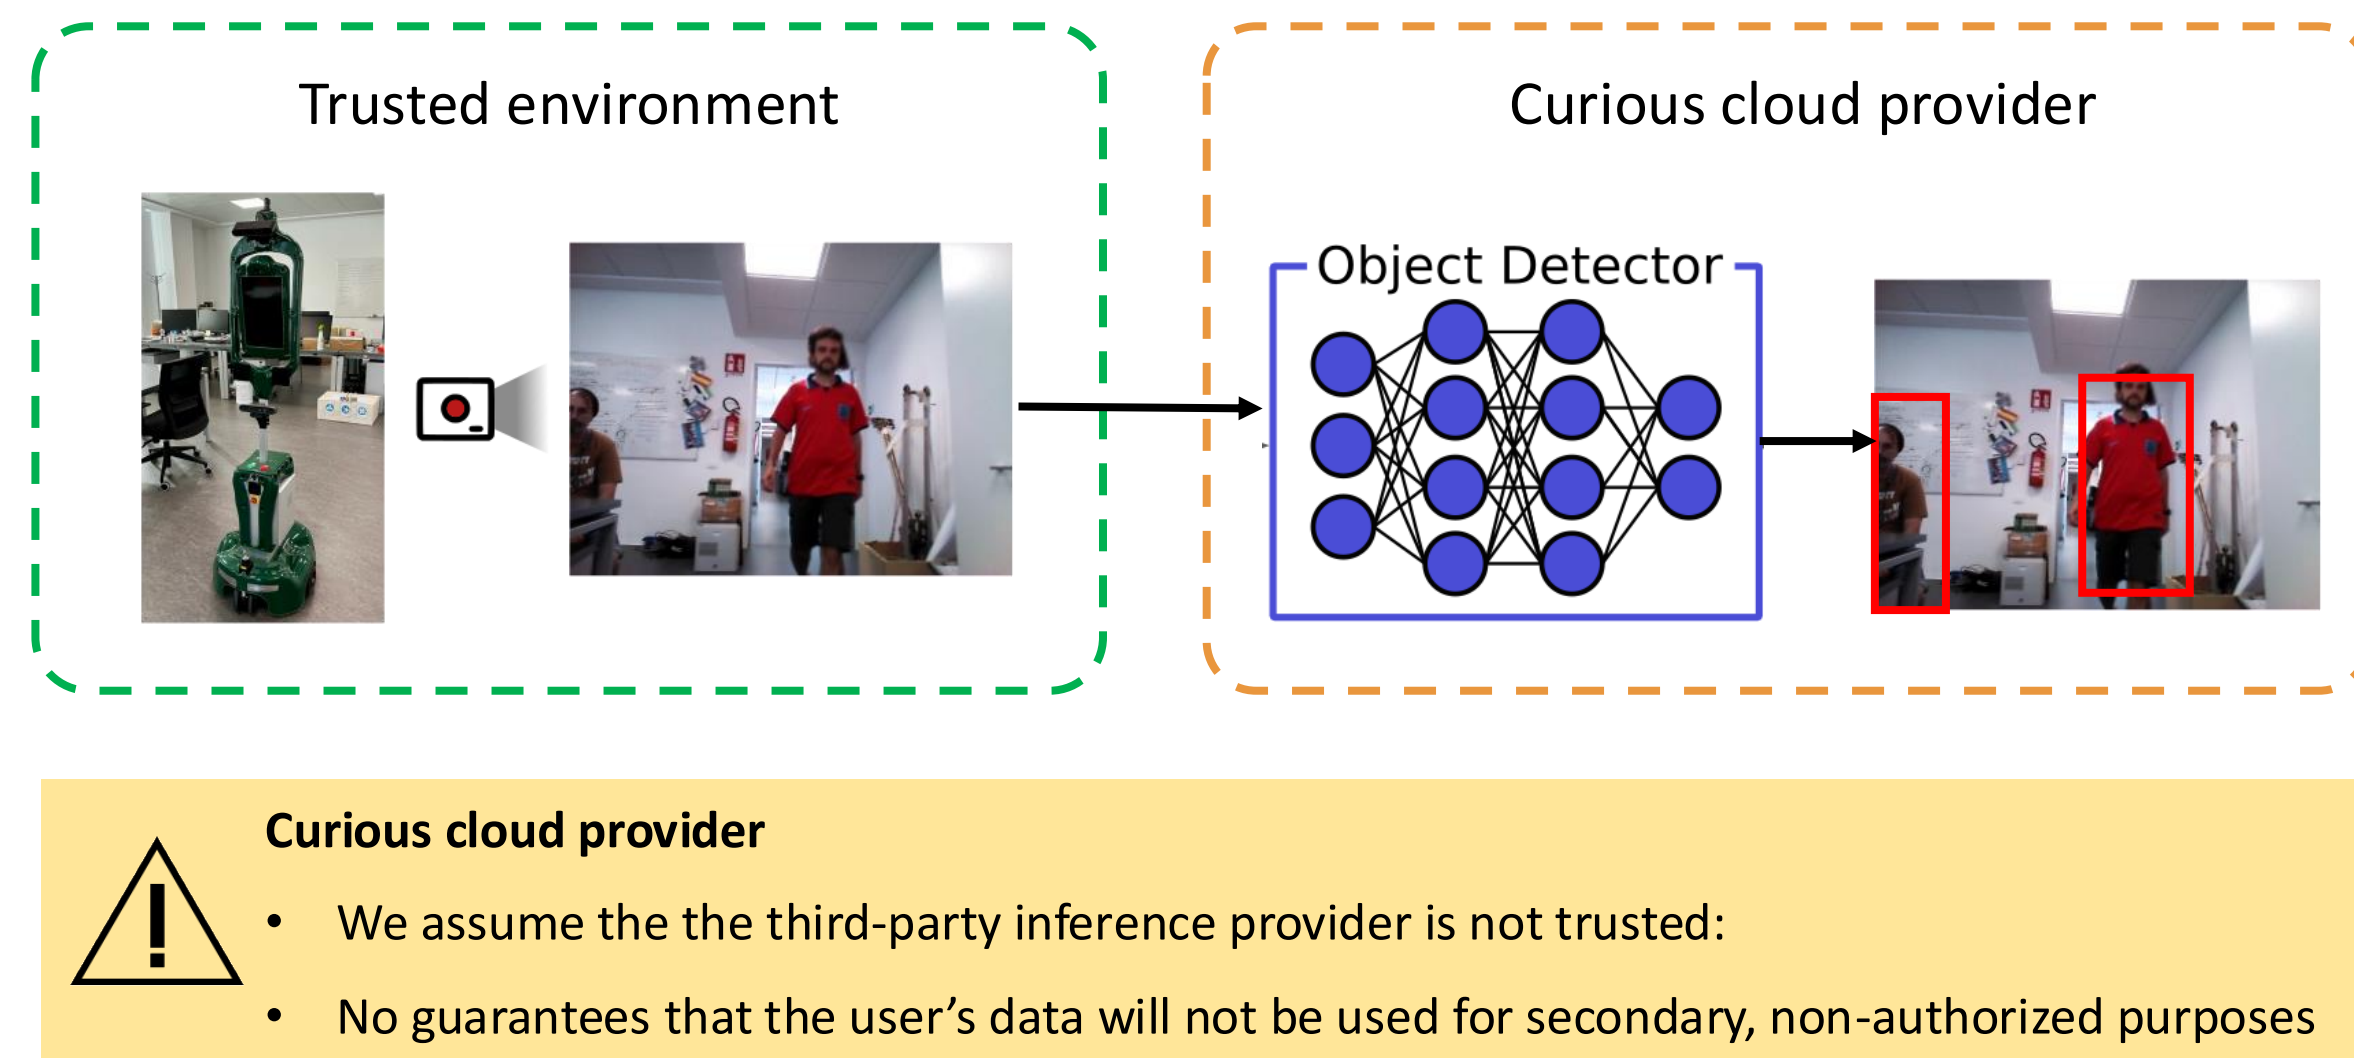 Trusted environment
Curious cloud provider
Object Detector
Curious cloud provider
• We assume the the third-party inference provider is not trusted:
• No guarantees that the user’s data will not be used for secondary, non-authorized purposes